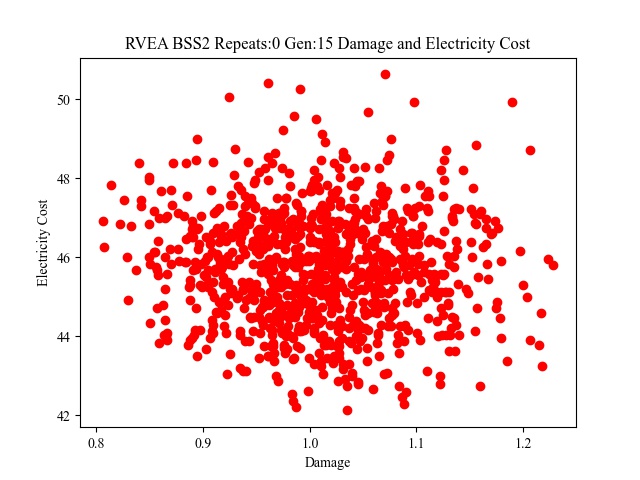 RVEA BSS2 Repeats:0 Gen:15 Damage and Electricity Cost
50
48
46
44
42
Electricity Cost
0.8 0.9 1.0 1.1 1.2
Damage